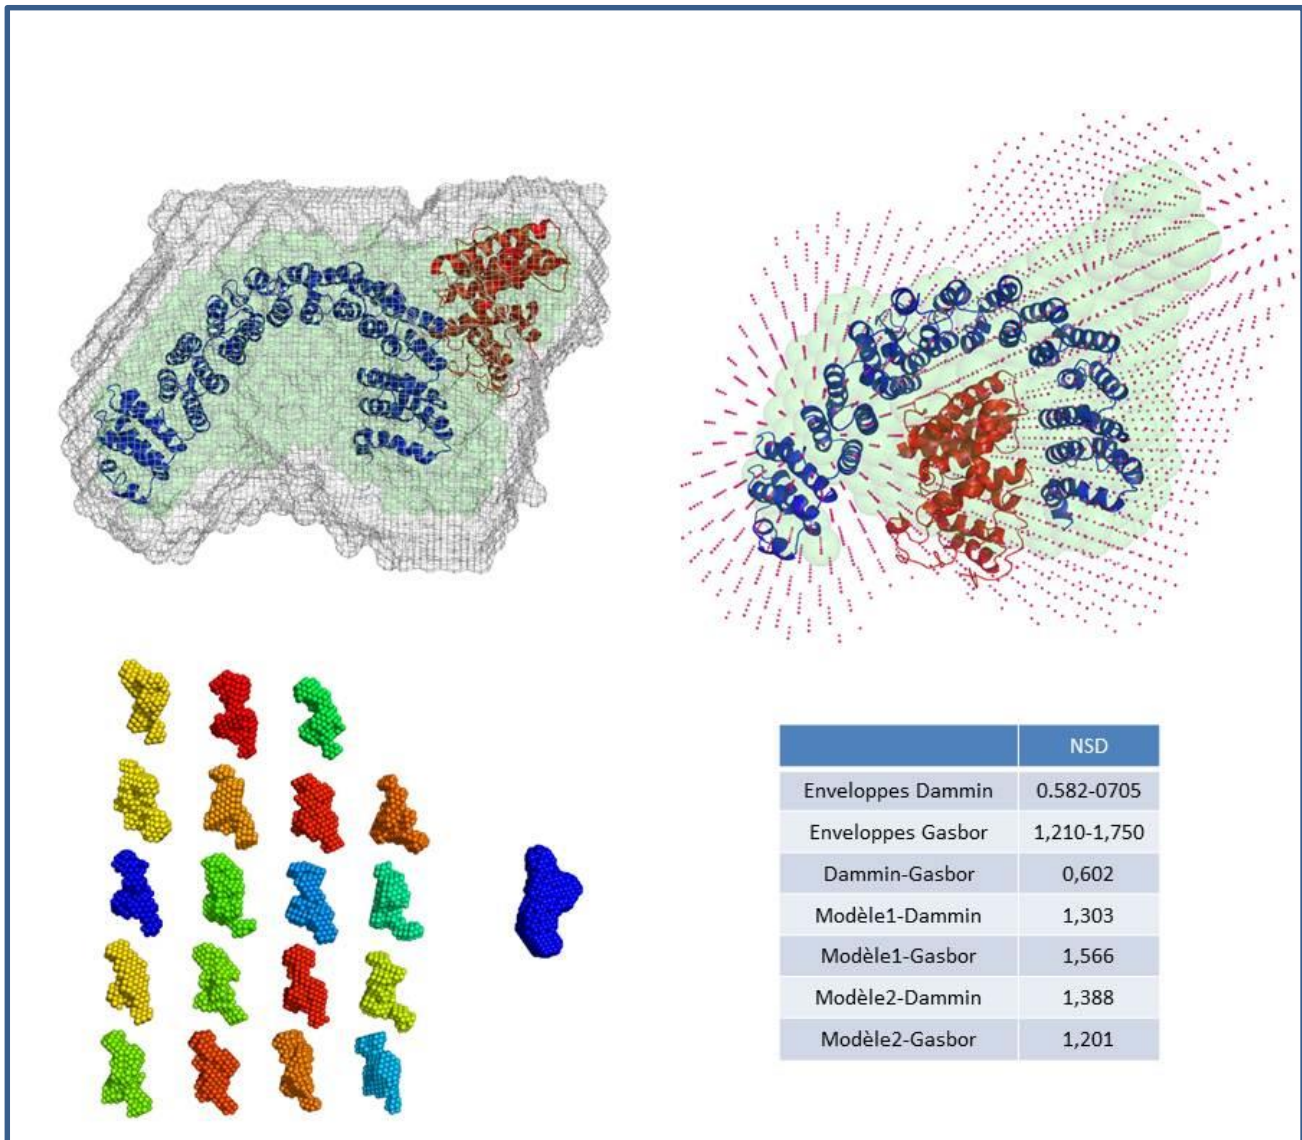 NSD
Enveloppes Dammin 0.582-0705
Enveloppes Gasbor 1,210-1,750
Dammin-Gasbor 0,602
Modèle1-Dammin 1,303
Modèle1-Gasbor 1,566
Modèle2-Dammin 1,388
Modèle2-Gasbor 1,201